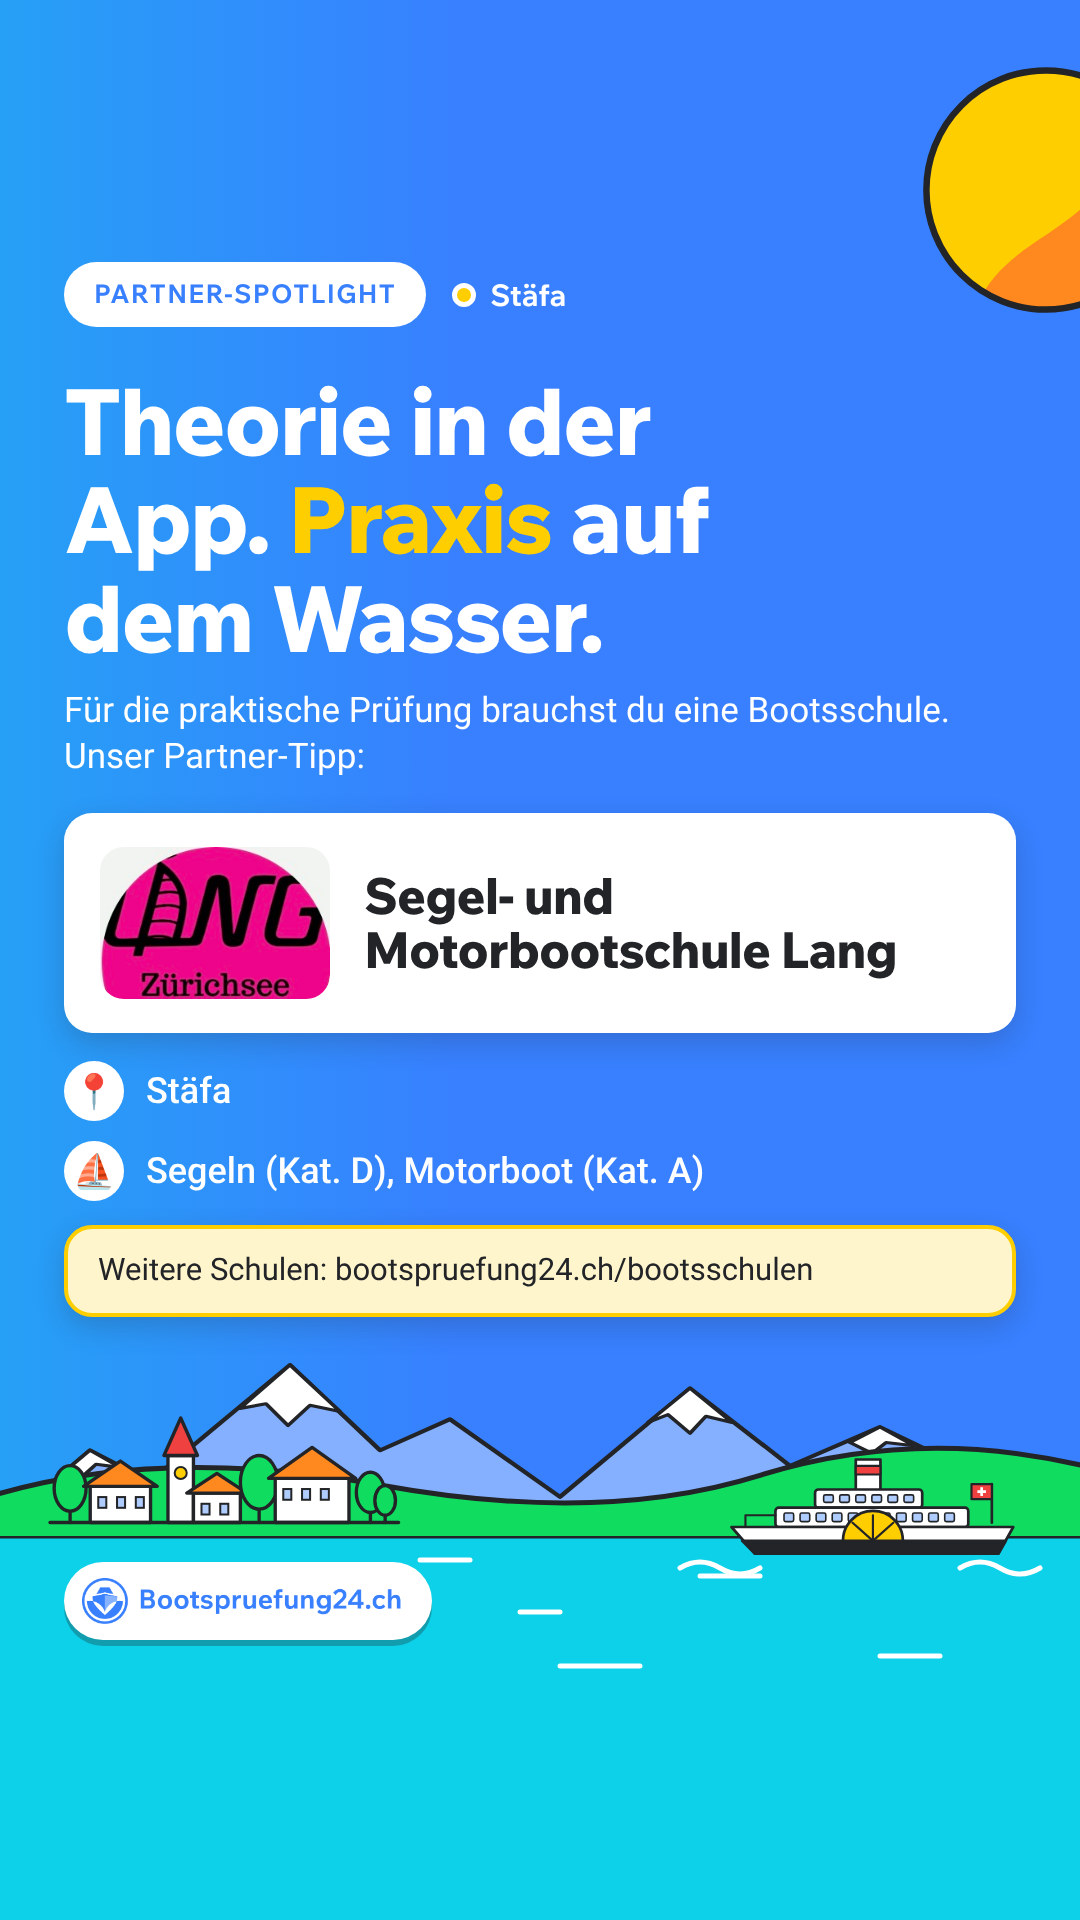 PARTNER-SPOTLIGHT
Stäfa
Theorie in der
App. Praxis auf
dem Wasser.
Für die praktische Prüfung brauchst du eine Bootsschule.
Unser Partner-Tipp:
LANG
Zürichsee
Segel- und
Motorbootschule Lang
Stäfa
Segeln (Kat. D), Motorboot (Kat. A)
Weitere Schulen: bootspruefung24.ch/bootsschulen
Bootspruefung24.ch